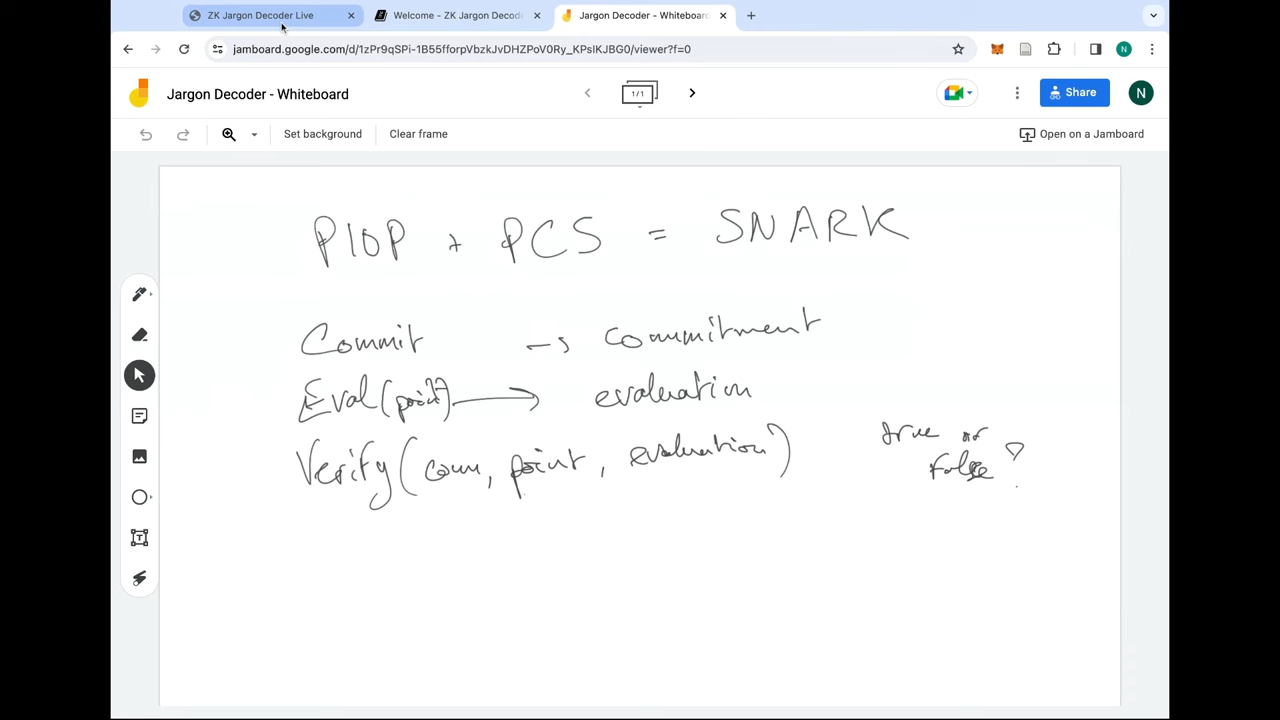 ZK Jargon Decoder Live
Welcome - ZK Jargon Decod
Jargon Decoder - Whiteboard
jamboard.google.com/d/1zPr9qSPi-1B55fforpVbzkJvDHZPoV0Ry_KPslKJBG0/viewer?f=0
N
Jargon Decoder - Whiteboard
1/1
Share
N
Set background
Clear frame
Open on a Jamboard
PIOP + PCS = SNARK
Commit → commitment
Eval(point) → evaluation
Verify(com, point, evaluation) true or
False ?